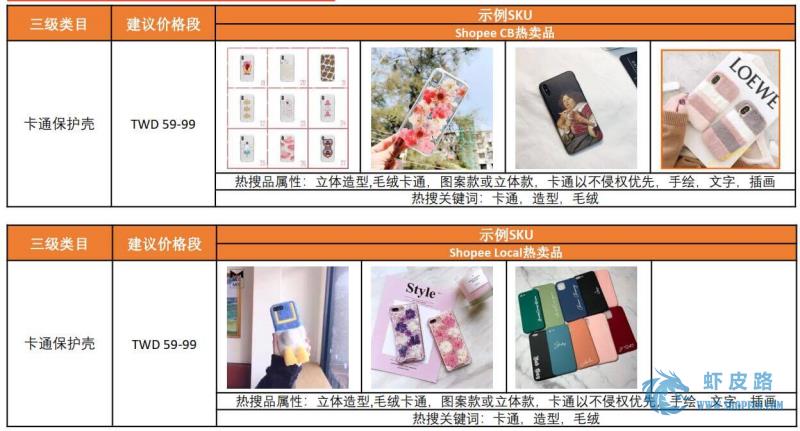 三级类目
建议价格段
示例SKU
Shopee CB热卖品
卡通保护壳
TWD 59-99
LOEWE
热搜品属性：立体造型,毛绒卡通，图案款或立体款，卡通以不侵权优先，手绘，文字，插画
热搜关键词：卡通，造型，毛绒
三级类目
建议价格段
示例SKU
Shopee Local热卖品
卡通保护壳
TWD 59-99
Style
热搜品属性：立体造型,毛绒卡通，图案款或立体款，卡通以不侵权优先，手绘，文字，插画
热搜关键词：卡通，造型，毛绒
虾皮路